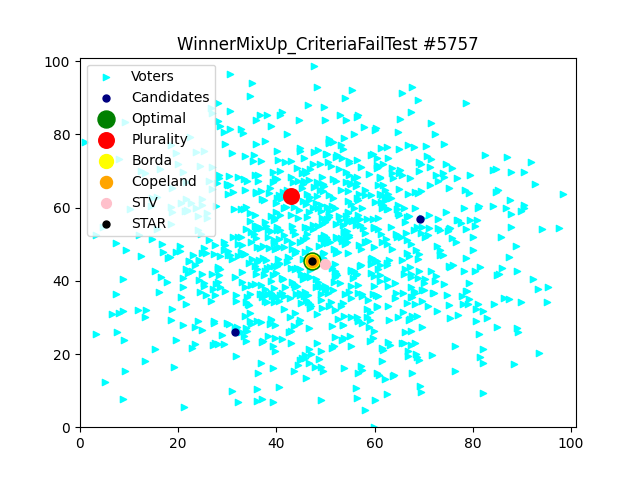 WinnerMixUp_CriteriaFailTest #5757
100
80
60
40
20
0
0
20
40
60
80
100
Voters
Candidates
Optimal
Plurality
Borda
Copeland
STV
STAR